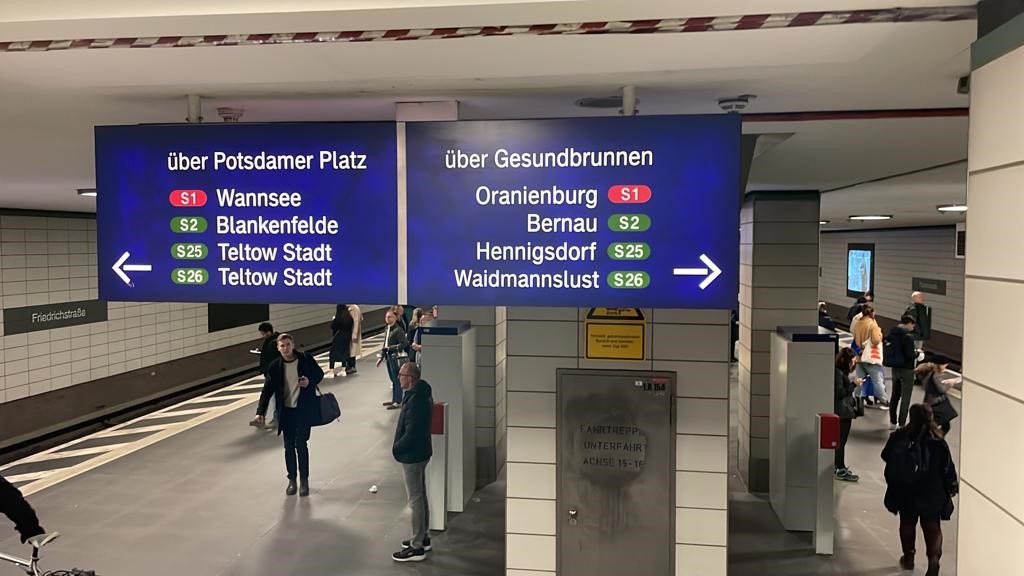 über Potsdamer Platz
S1 Wannsee
S2 Blankenfelde
S25 Teltow Stadt
S26 Teltow Stadt
über Gesundbrunnen
Oranienburg S1
Bernau S2
Hennigsdorf S25
Waidmannslust S26
Friedrichstraße
FAHRTREPPE
UNTERFAHRT
ACHSE 15-16